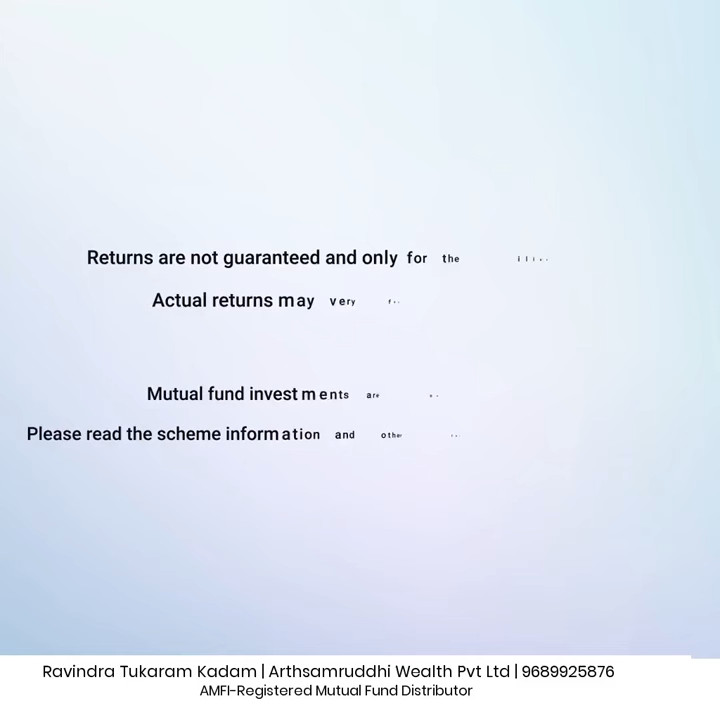 Returns are not guaranteed and only for the
Actual returns may very
Mutual fund investments are
Please read the scheme information and other
Ravindra Tukaram Kadam | Arthsamruddhi Wealth Pvt Ltd | 9689925876
AMFI-Registered Mutual Fund Distributor